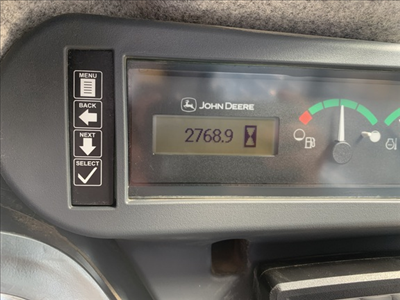 MENU
BACK
NEXT
SELECT
JOHN DEERE
2768.9